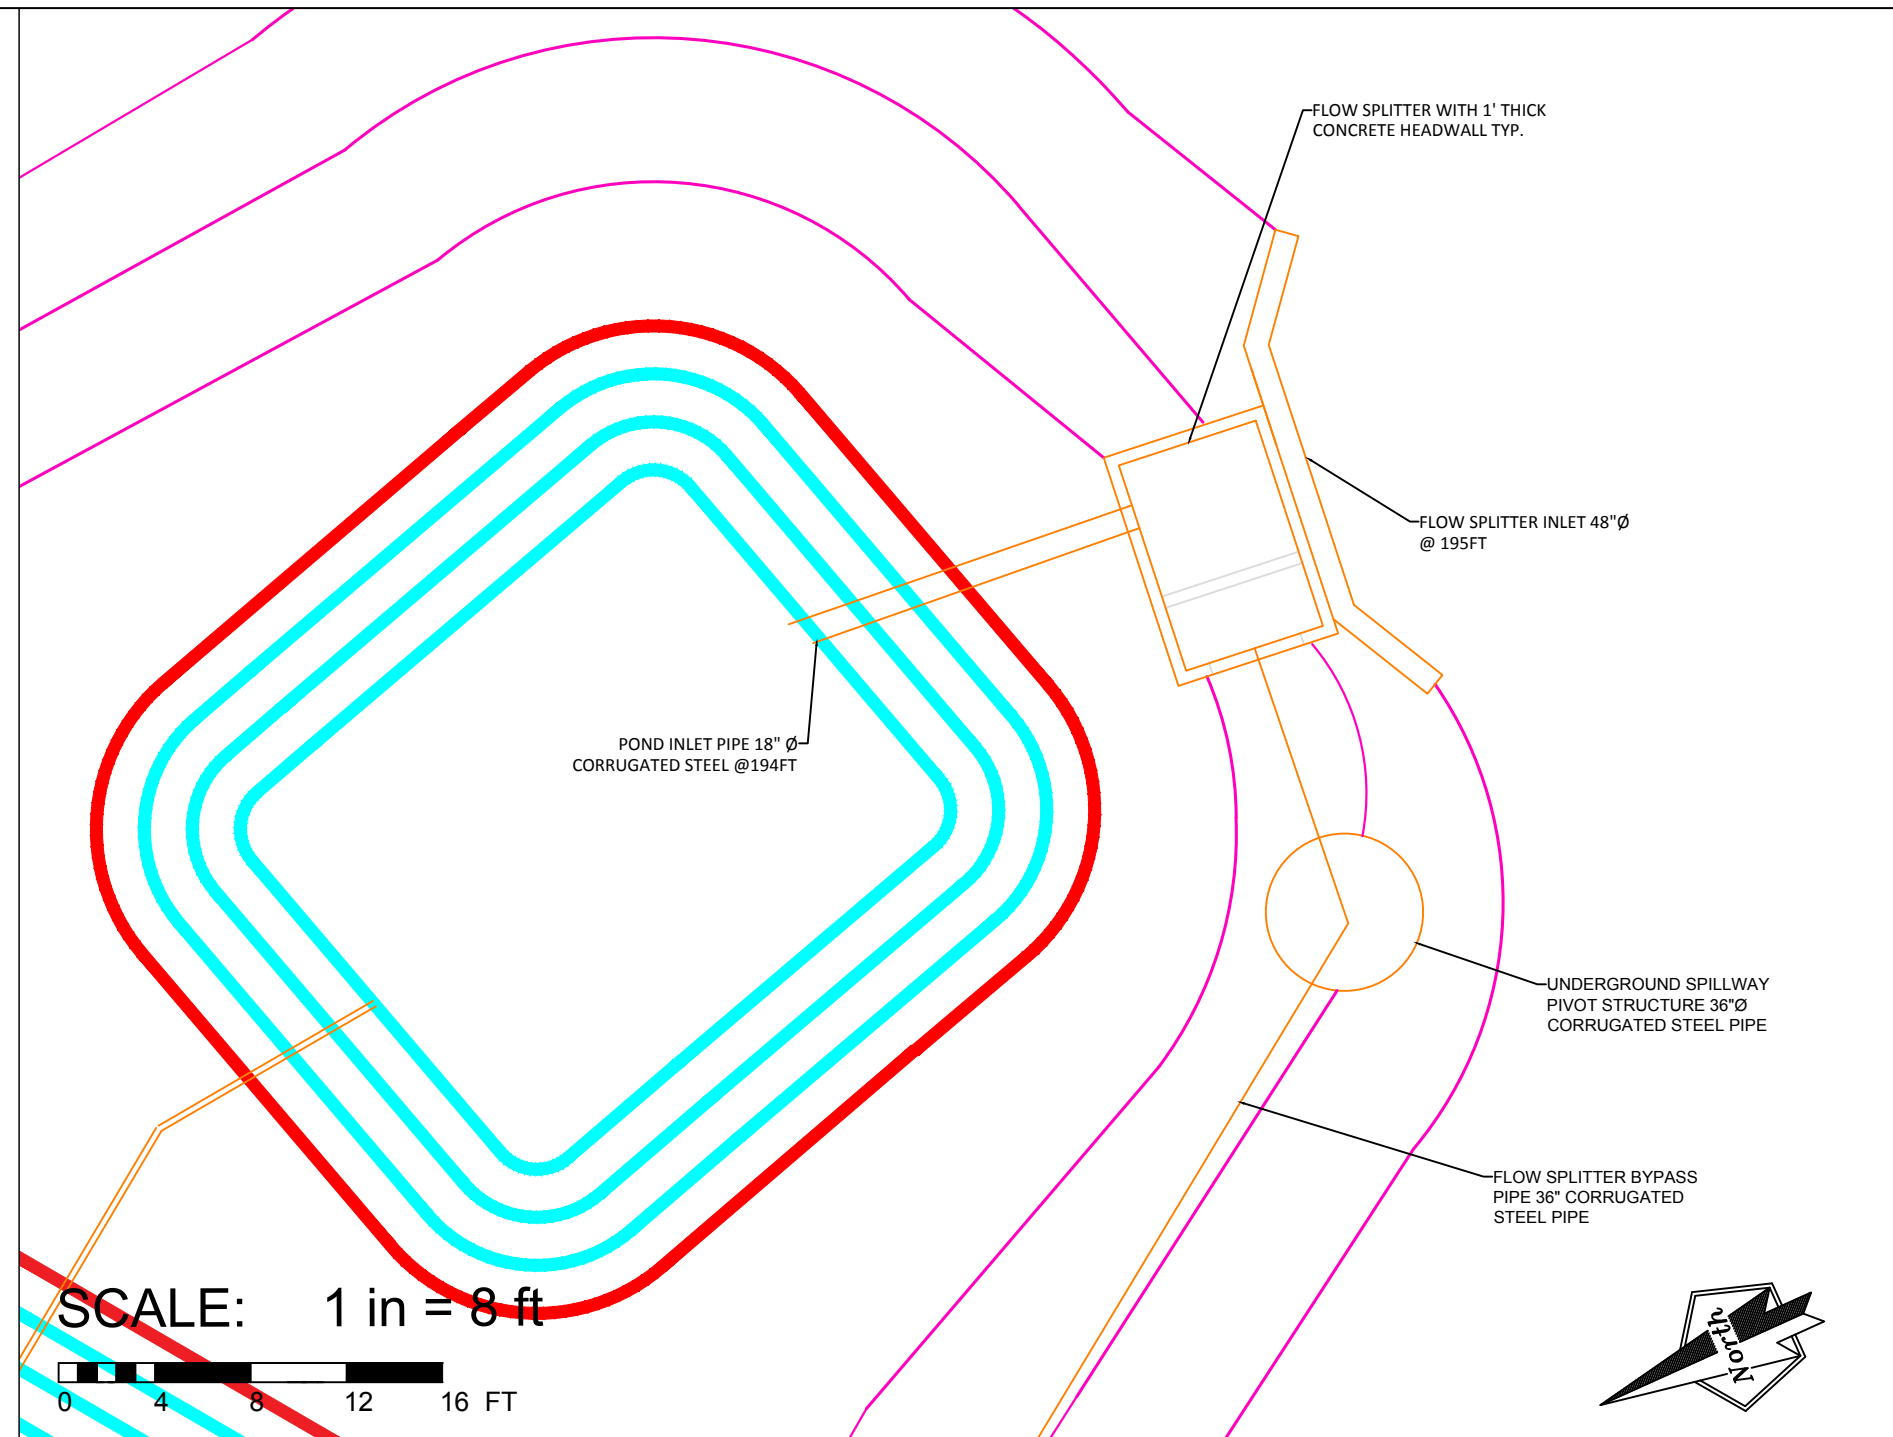 FLOW SPLITTER WITH 1' THICK
CONCRETE HEADWALL TYP.
FLOW SPLITTER INLET 48"Ø
@ 195FT
POND INLET PIPE 18" Ø
CORRUGATED STEEL @194FT
UNDERGROUND SPILLWAY
PIVOT STRUCTURE 36"Ø
CORRUGATED STEEL PIPE
FLOW SPLITTER BYPASS
PIPE 36" CORRUGATED
STEEL PIPE
SCALE: 1 in = 8 ft
0 4 8 12 16 FT
North